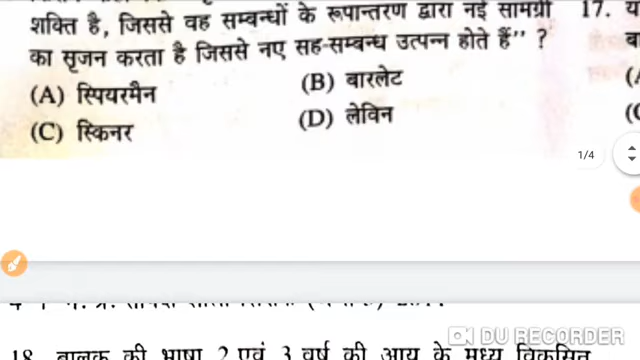 शक्ति है, जिससे वह सम्बन्धों के रूपान्तरण द्वारा नई सामग्री
का सृजन करता है जिससे नए सह-सम्बन्ध उत्पन्न होते हैं" ?
(A) स्पियरमैन
(B) बारलेट
(C) स्किनर
(D) लेविन
17.
1/4
18. बालक की भाषा 2 एवं 3 वर्ष की आयु के मध्य विकसित
DU RECORDER